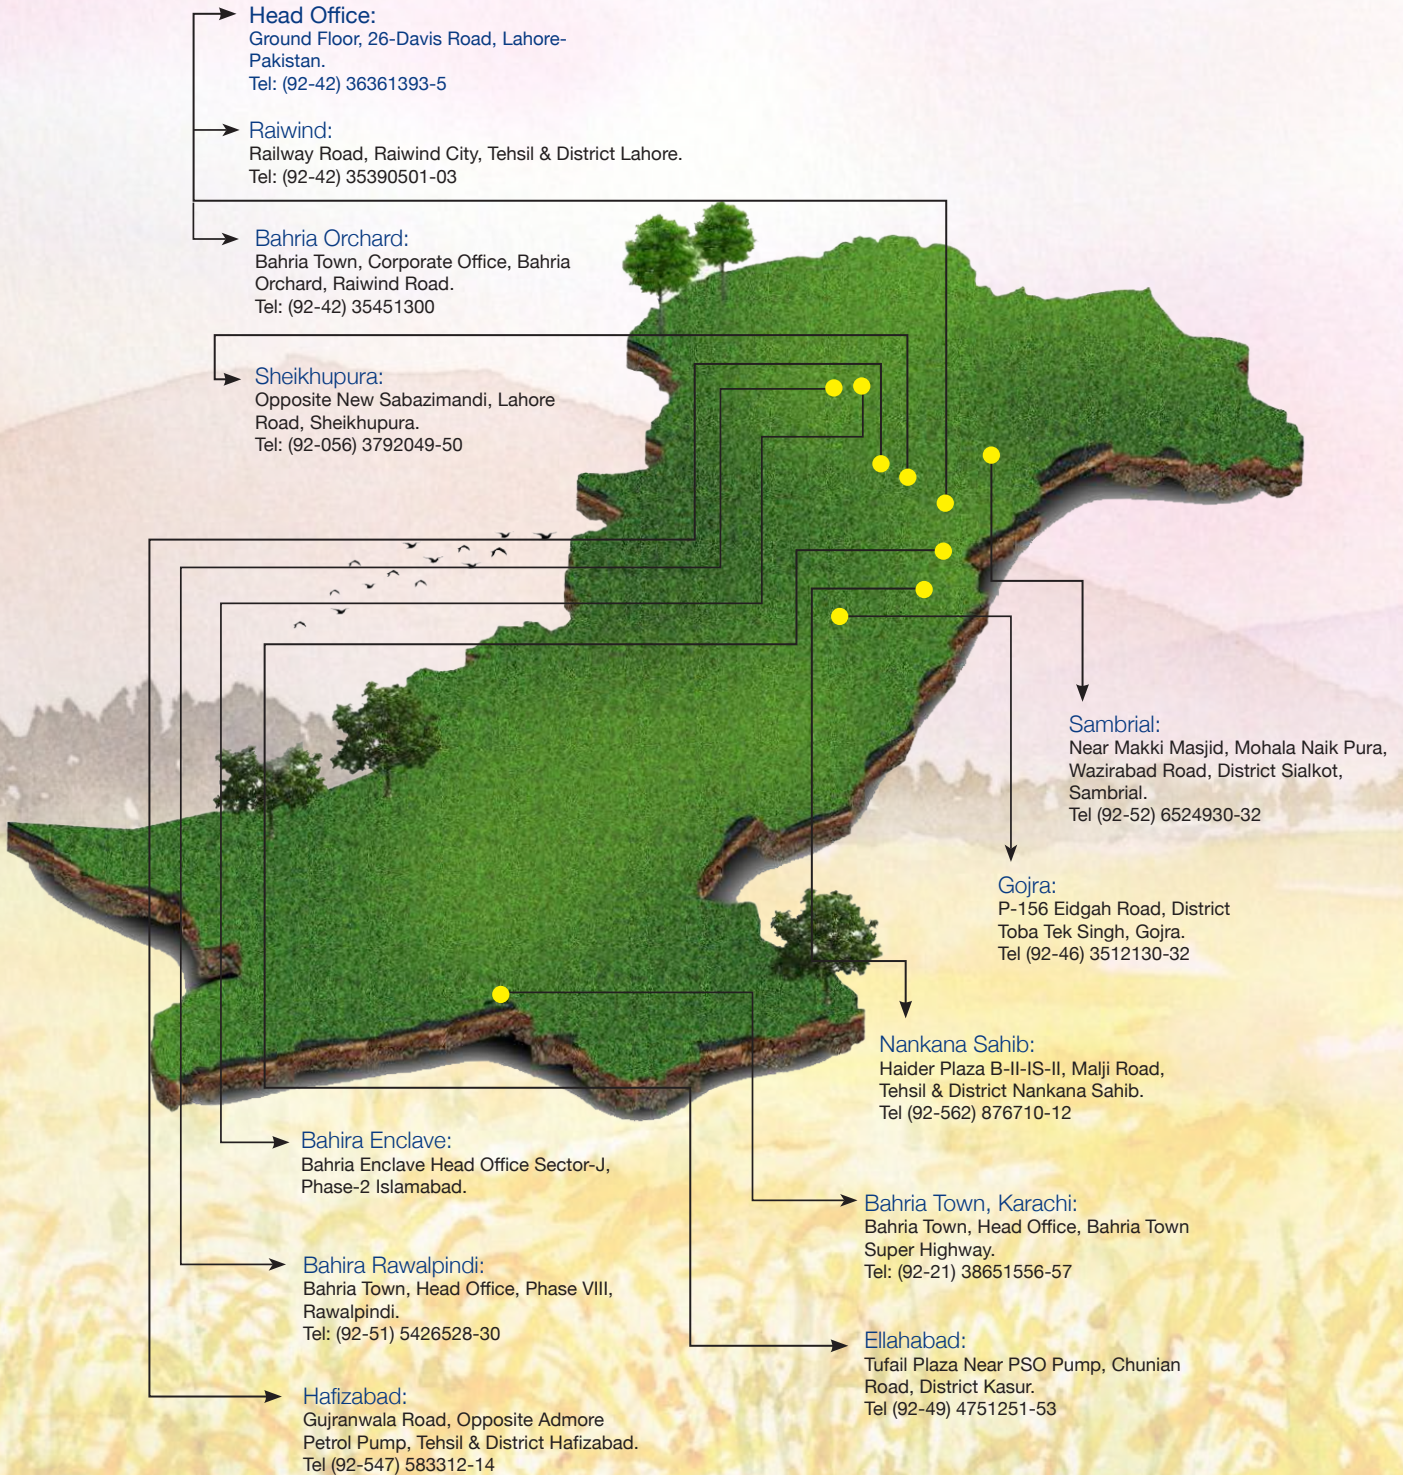 Head Office:
Ground Floor, 26-Davis Road, Lahore-
Pakistan.
Tel: (92-42) 36361393-5
Raiwind:
Railway Road, Raiwind City, Tehsil & District Lahore.
Tel: (92-42) 35390501-03
Bahria Orchard:
Bahria Town, Corporate Office, Bahria
Orchard, Raiwind Road.
Tel: (92-42) 35451300
Sheikhupura:
Opposite New Sabazimandi, Lahore
Road, Sheikhupura.
Tel: (92-056) 3792049-50
Sambrial:
Near Makki Masjid, Mohala Naik Pura,
Wazirabad Road, District Sialkot,
Sambrial.
Tel (92-52) 6524930-32
Gojra:
P-156 Eidgah Road, District
Toba Tek Singh, Gojra.
Tel (92-46) 3512130-32
Nankana Sahib:
Haider Plaza B-II-IS-II, Malji Road,
Tehsil & District Nankana Sahib.
Tel (92-562) 876710-12
Bahira Enclave:
Bahria Enclave Head Office Sector-J,
Phase-2 Islamabad.
Bahria Town, Karachi:
Bahria Town, Head Office, Bahria Town
Super Highway.
Tel: (92-21) 38651556-57
Bahira Rawalpindi:
Bahria Town, Head Office, Phase VIII,
Rawalpindi.
Tel: (92-51) 5426528-30
Ellahabad:
Tufail Plaza Near PSO Pump, Chunian
Road, District Kasur.
Tel (92-49) 4751251-53
Hafizabad:
Gujranwala Road, Opposite Admore
Petrol Pump, Tehsil & District Hafizabad.
Tel (92-547) 583312-14